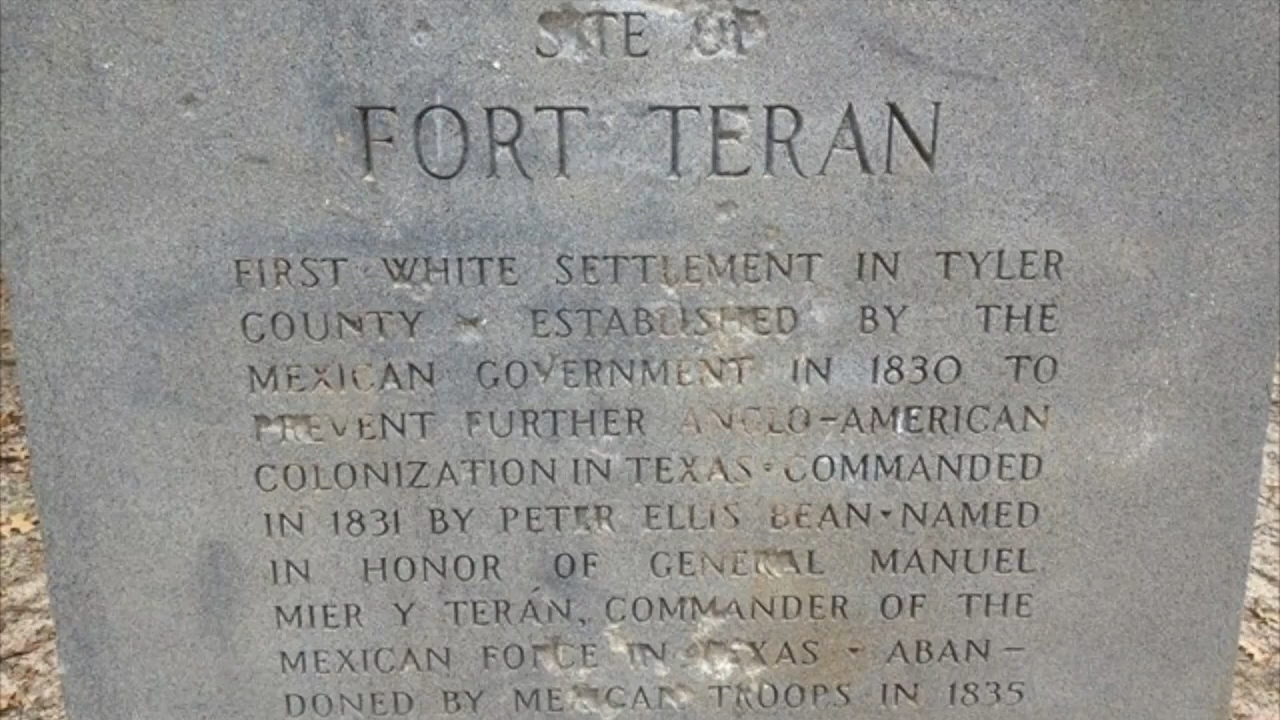 SITE OF
FORT TERAN
FIRST WHITE SETTLEMENT IN TYLER
COUNTY • ESTABLISHED BY THE
MEXICAN GOVERNMENT IN 1830 TO
PREVENT FURTHER ANGLO-AMERICAN
COLONIZATION IN TEXAS • COMMANDED
IN 1831 BY PETER ELLIS BEAN • NAMED
IN HONOR OF GENERAL MANUEL
MIER Y TERÁN, COMMANDER OF THE
MEXICAN FORCE IN TEXAS • ABAN-
DONED BY MEXICAN TROOPS IN 1835